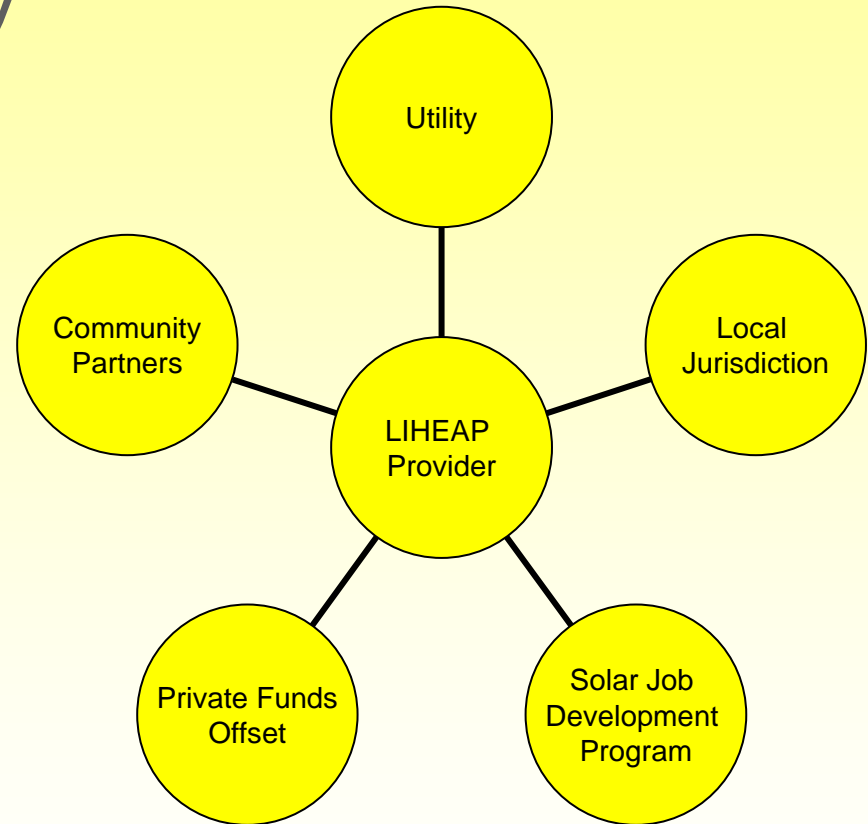 Utility
Community
Partners
Local
Jurisdiction
LIHEAP
Provider
Private Funds
Offset
Solar Job
Development
Program